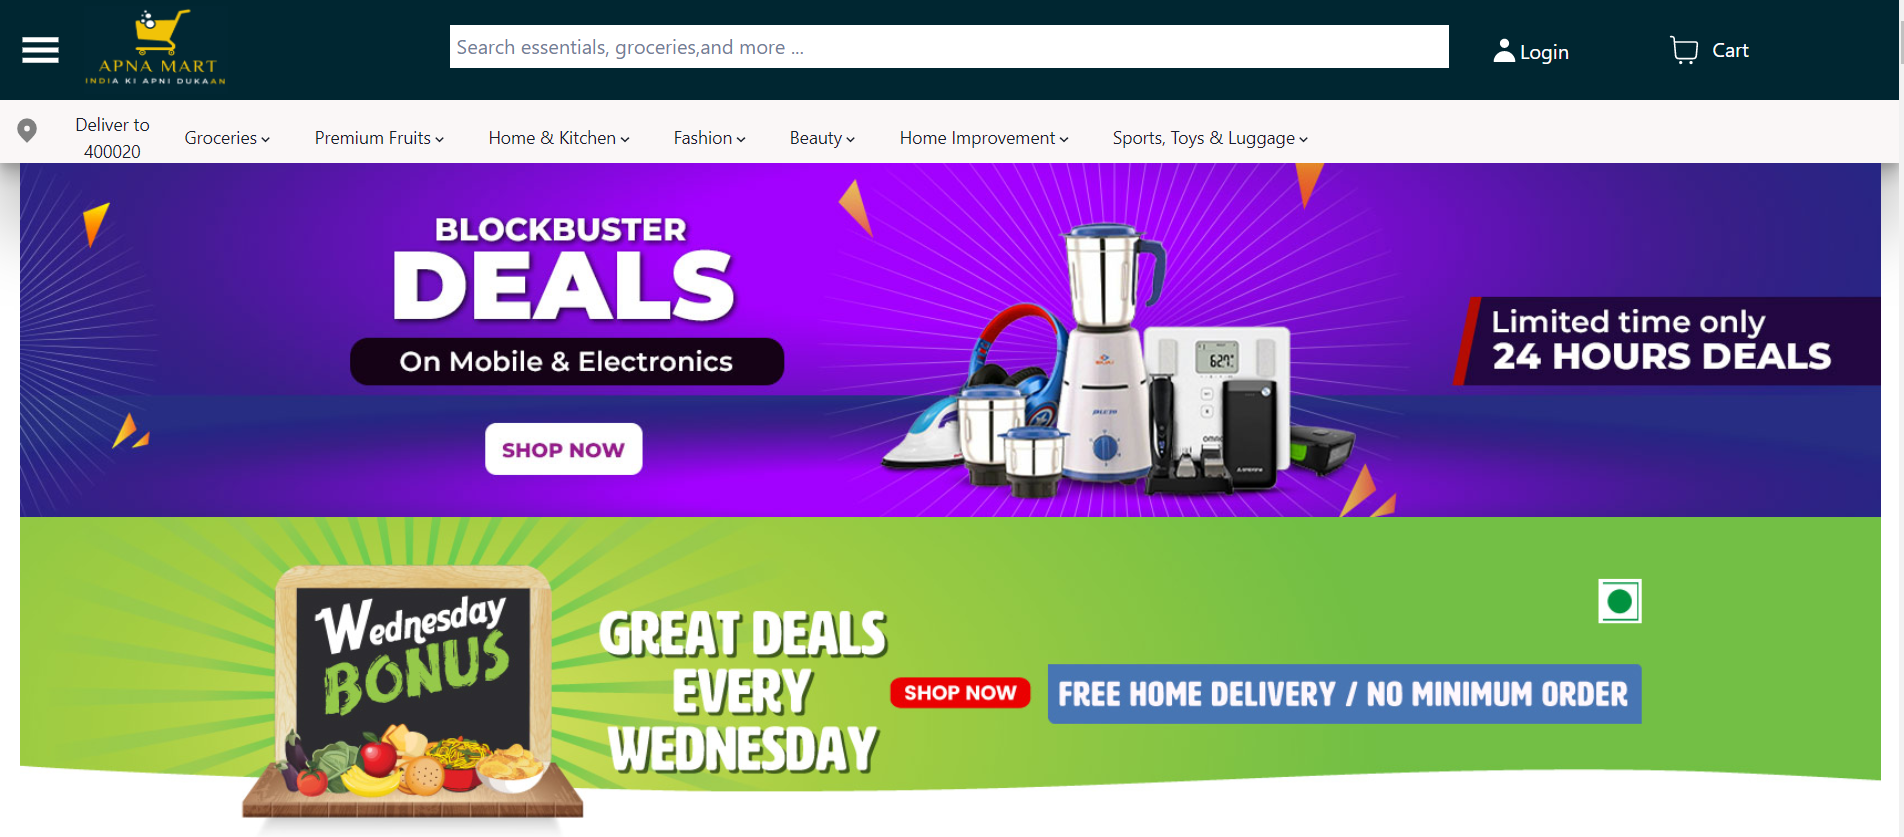 APNA MART
INDIA KI APNI DUKAAN
Search essentials, groceries,and more ...
Login
Cart
Deliver to
400020
Groceries
Premium Fruits
Home & Kitchen
Fashion
Beauty
Home Improvement
Sports, Toys & Luggage
BLOCKBUSTER
DEALS
On Mobile & Electronics
SHOP NOW
Limited time only
24 HOURS DEALS
Wednesday
BONUS
GREAT DEALS
EVERY
WEDNESDAY
SHOP NOW
FREE HOME DELIVERY / NO MINIMUM ORDER